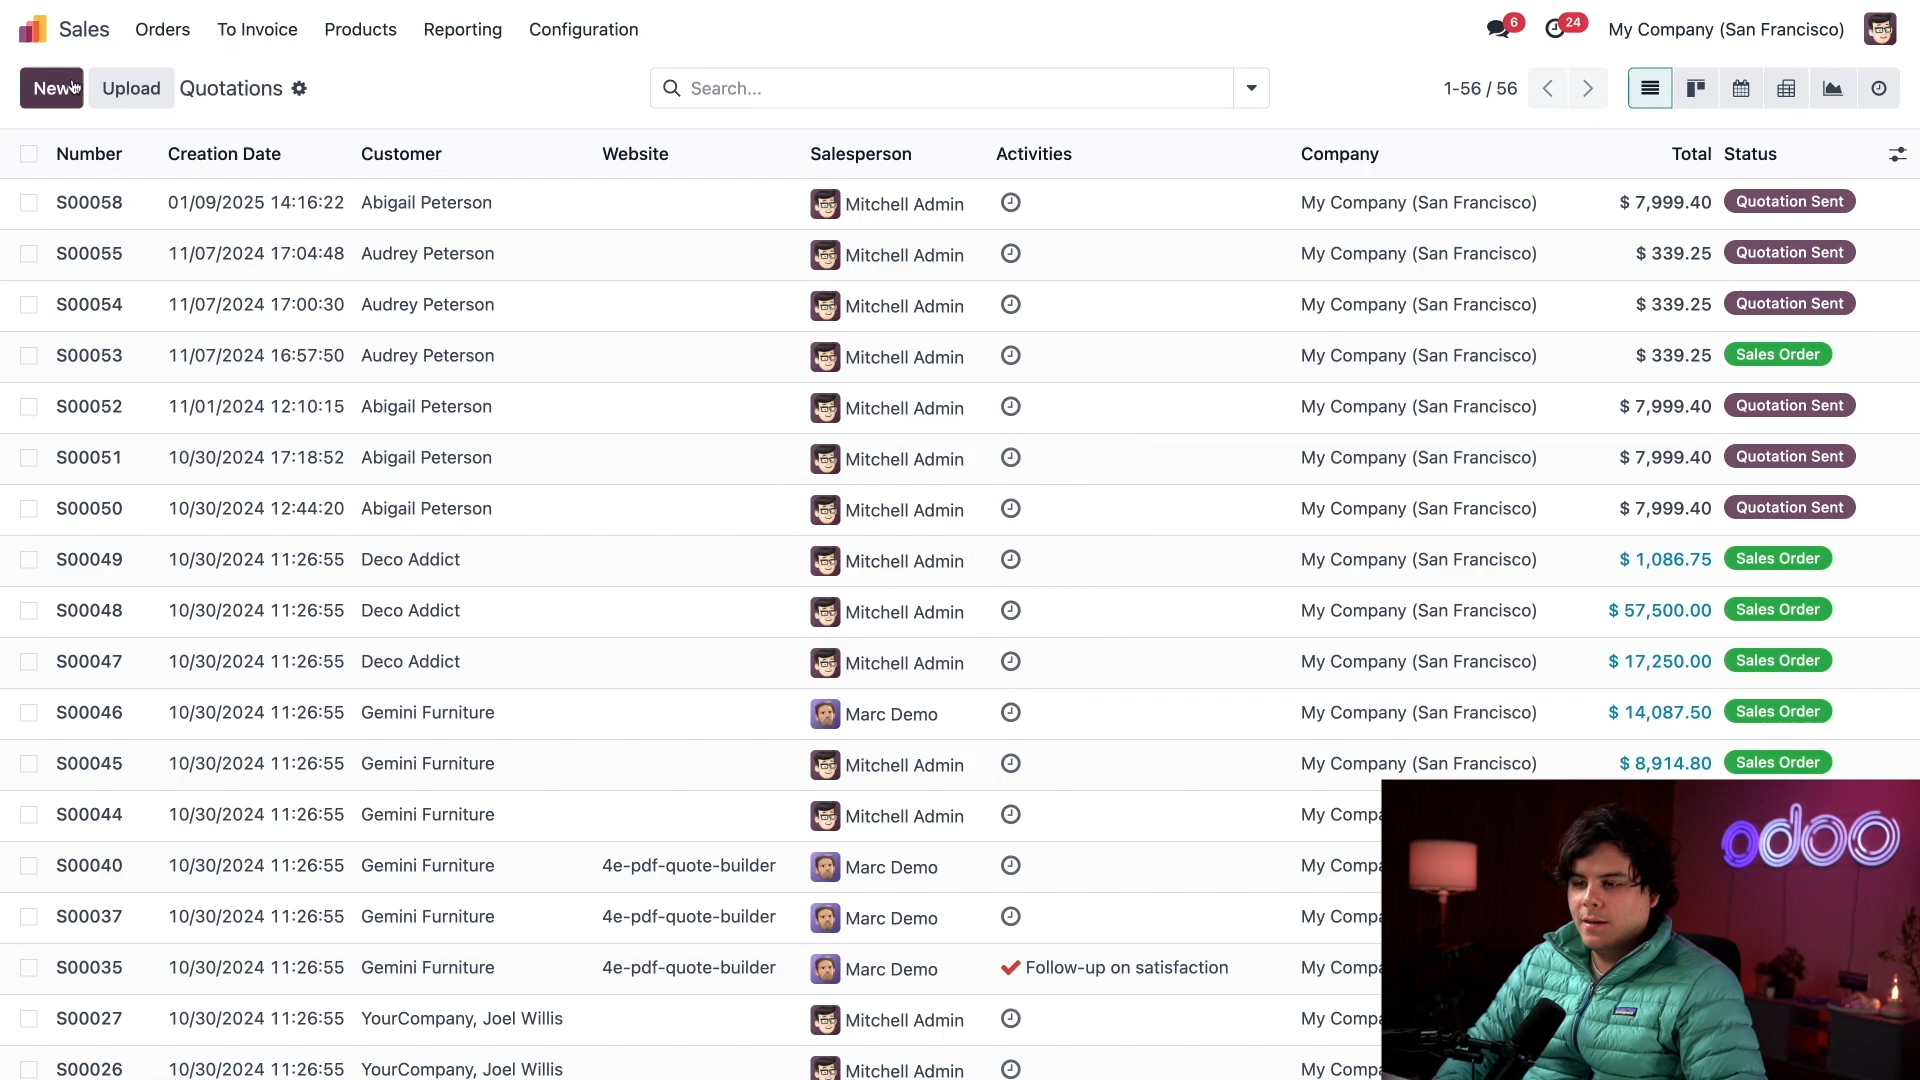 Sales Orders To Invoice Products Reporting Configuration 6 24 My Company (San Francisco)
New Upload Quotations Search... 1-56 / 56
Number Creation Date Customer Website Salesperson Activities Company Total Status
S00058 01/09/2025 14:16:22 Abigail Peterson Mitchell Admin My Company (San Francisco) $ 7,999.40 Quotation Sent
S00055 11/07/2024 17:04:48 Audrey Peterson Mitchell Admin My Company (San Francisco) $ 339.25 Quotation Sent
S00054 11/07/2024 17:00:30 Audrey Peterson Mitchell Admin My Company (San Francisco) $ 339.25 Quotation Sent
S00053 11/07/2024 16:57:50 Audrey Peterson Mitchell Admin My Company (San Francisco) $ 339.25 Sales Order
S00052 11/01/2024 12:10:15 Abigail Peterson Mitchell Admin My Company (San Francisco) $ 7,999.40 Quotation Sent
S00051 10/30/2024 17:18:52 Abigail Peterson Mitchell Admin My Company (San Francisco) $ 7,999.40 Quotation Sent
S00050 10/30/2024 12:44:20 Abigail Peterson Mitchell Admin My Company (San Francisco) $ 7,999.40 Quotation Sent
S00049 10/30/2024 11:26:55 Deco Addict Mitchell Admin My Company (San Francisco) $ 1,086.75 Sales Order
S00048 10/30/2024 11:26:55 Deco Addict Mitchell Admin My Company (San Francisco) $ 57,500.00 Sales Order
S00047 10/30/2024 11:26:55 Deco Addict Mitchell Admin My Company (San Francisco) $ 17,250.00 Sales Order
S00046 10/30/2024 11:26:55 Gemini Furniture Marc Demo My Company (San Francisco) $ 14,087.50 Sales Order
S00045 10/30/2024 11:26:55 Gemini Furniture Mitchell Admin My Company (San Francisco) $ 8,914.80 Sales Order
S00044 10/30/2024 11:26:55 Gemini Furniture Mitchell Admin My Compa
S00040 10/30/2024 11:26:55 Gemini Furniture 4e-pdf-quote-builder Marc Demo My Compa
S00037 10/30/2024 11:26:55 Gemini Furniture 4e-pdf-quote-builder Marc Demo My Compa
S00035 10/30/2024 11:26:55 Gemini Furniture 4e-pdf-quote-builder Marc Demo Follow-up on satisfaction My Compa
S00027 10/30/2024 11:26:55 YourCompany, Joel Willis Mitchell Admin My Compa
S00026 10/30/2024 11:26:55 YourCompany, Joel Willis Mitchell Admin My Compa
odoo